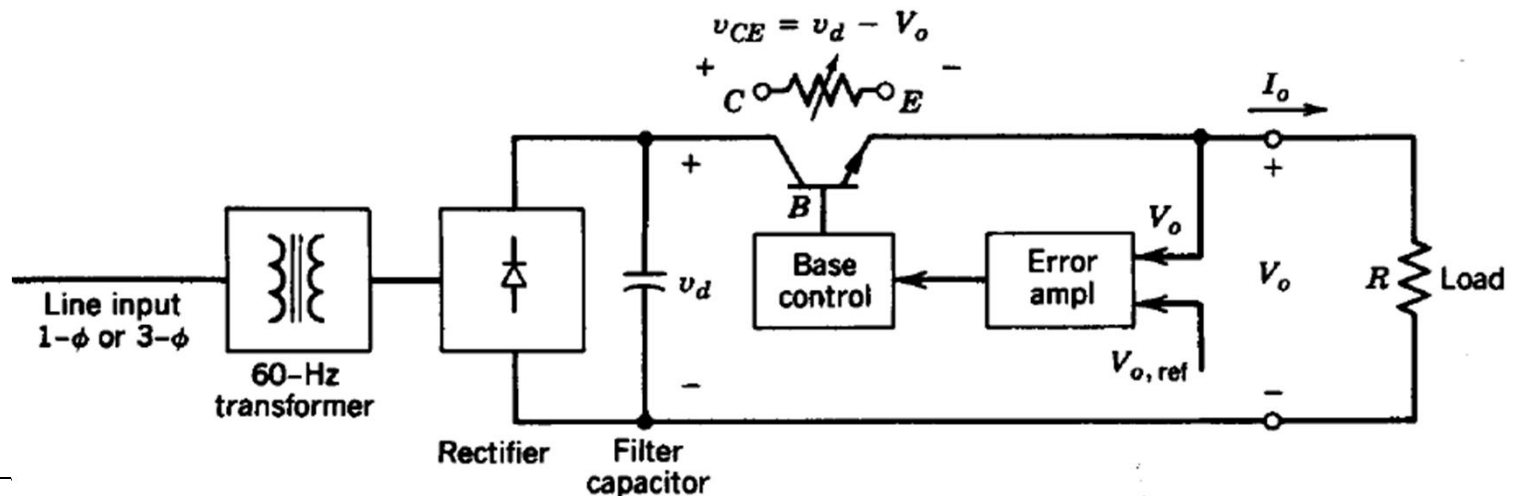 v_CE = v_d − V_o
+ −
C E
I_o
+ +
B
V_o
Base
control
Error
ampl
v_d
V_o
R Load
Line input
1-ϕ or 3-ϕ
V_o, ref
60-Hz
transformer
− −
Rectifier
Filter
capacitor